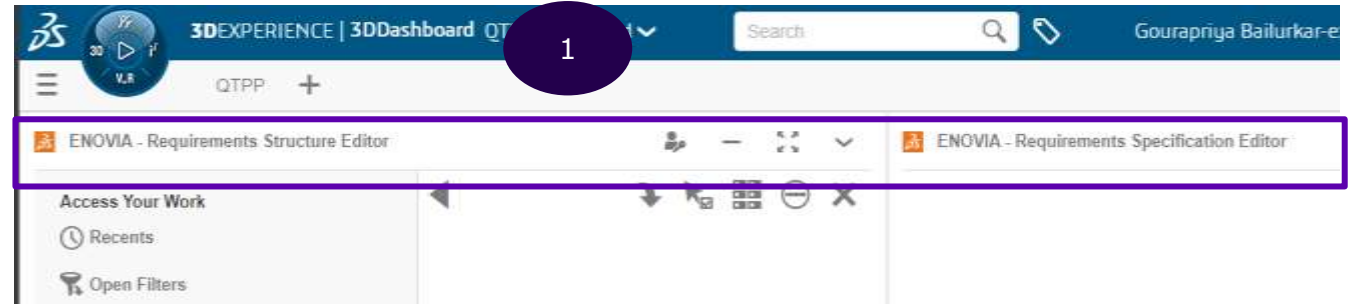 3DEXPERIENCE | 3DDashboard QT
1
Search
Gourapriya Bailurkar-e
3D
V.R
QTPP
ENOVIA - Requirements Structure Editor
ENOVIA - Requirements Specification Editor
Access Your Work
Recents
Open Filters